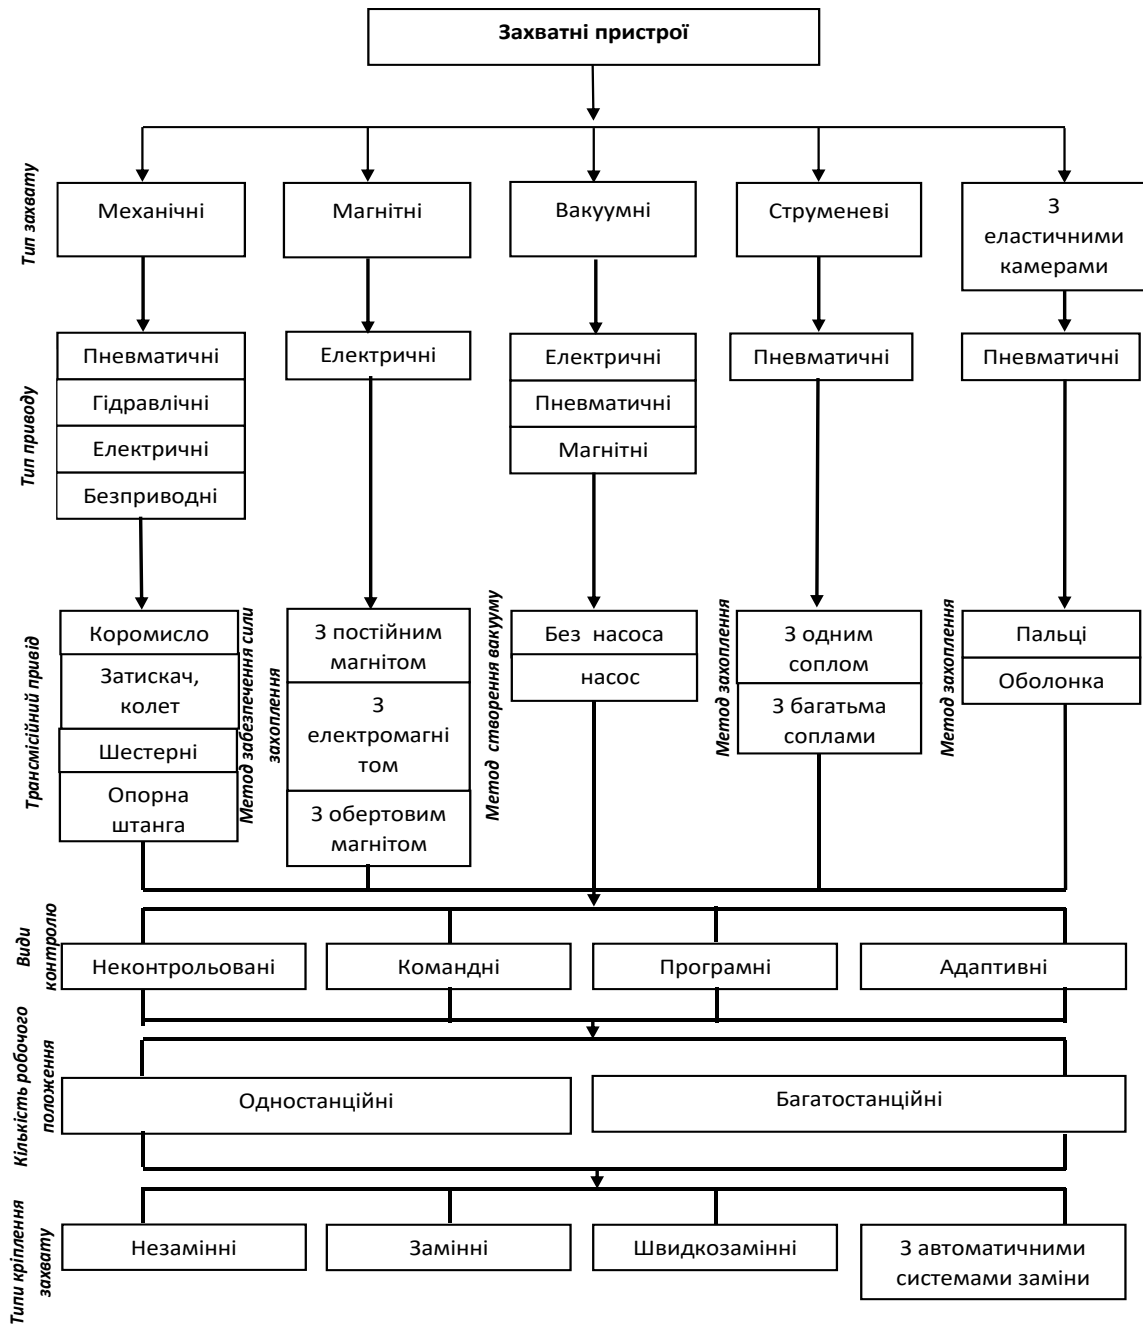 Захватні пристрої
Тип захвату
Механічні
Магнітні
Вакуумні
Струменеві
З
еластичними
камерами
Тип приводу
Пневматичні
Гідравлічні
Електричні
Безприводні
Електричні
Електричні
Пневматичні
Магнітні
Пневматичні
Пневматичні
Трансмісійний привід
Коромисло
Затискач,
колет
Шестерні
Опорна
штанга
Метод забезпечення сили
захоплення
З постійним
магнітом
З
електромагні
том
З обертовим
магнітом
Метод створення вакууму
Без насоса
насос
Метод захоплення
З одним
соплом
З багатьма
соплами
Метод захоплення
Пальці
Оболонка
Види
контролю
Неконтрольовані
Командні
Програмні
Адаптивні
Кількість робочого
положення
Одностанційні
Багатостанційні
Типи кріплення
захвату
Незамінні
Замінні
Швидкозамінні
З автоматичними
системами заміни